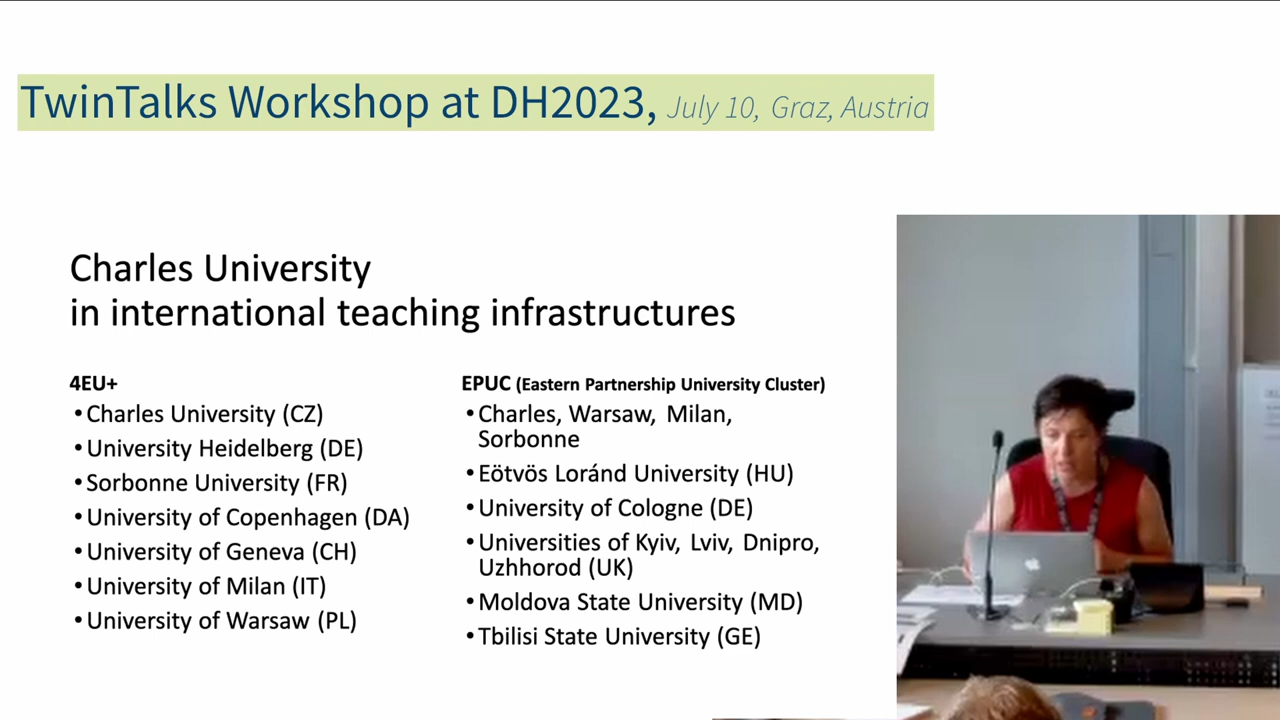 TwinTalks Workshop at DH2023, July 10, Graz, Austria
Charles University
in international teaching infrastructures
4EU+
•Charles University (CZ)
•University Heidelberg (DE)
•Sorbonne University (FR)
•University of Copenhagen (DA)
•University of Geneva (CH)
•University of Milan (IT)
•University of Warsaw (PL)
EPUC (Eastern Partnership University Cluster)
•Charles, Warsaw, Milan,
Sorbonne
•Eötvös Loránd University (HU)
•University of Cologne (DE)
•Universities of Kyiv, Lviv, Dnipro,
Uzhhorod (UK)
•Moldova State University (MD)
•Tbilisi State University (GE)